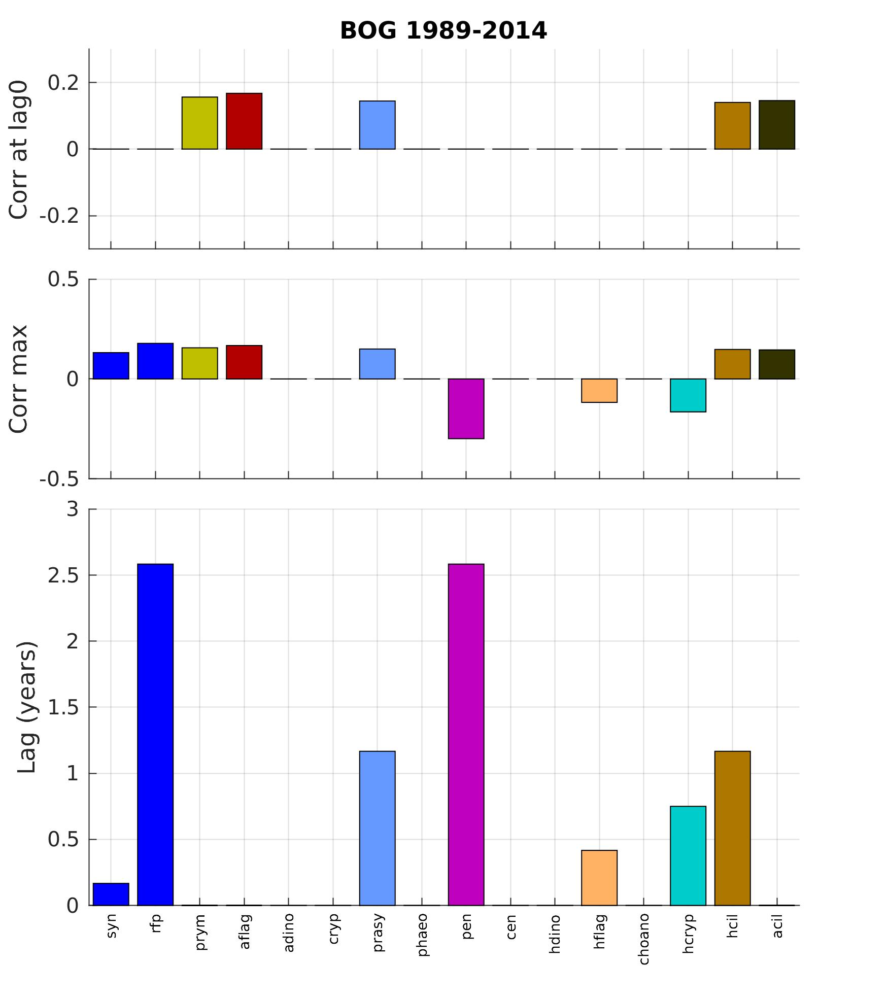 BOG 1989-2014
Corr at lag0
0.2
0
-0.2
Corr max
0.5
0
-0.5
Lag (years)
3
2.5
2
1.5
1
0.5
0
syn
rfp
prym
aflag
adino
cryp
prasy
phaeo
pen
cen
hdino
hflag
choano
hcryp
hcil
acil